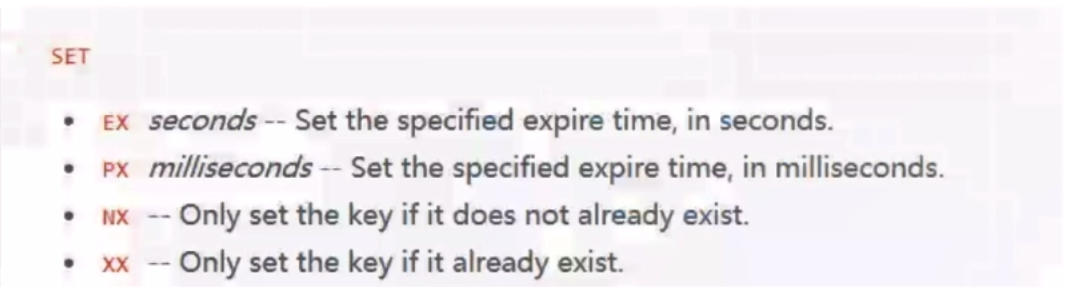 SET
• EX seconds -- Set the specified expire time, in seconds.
• PX milliseconds -- Set the specified expire time, in milliseconds.
• NX -- Only set the key if it does not already exist.
• XX -- Only set the key if it already exist.